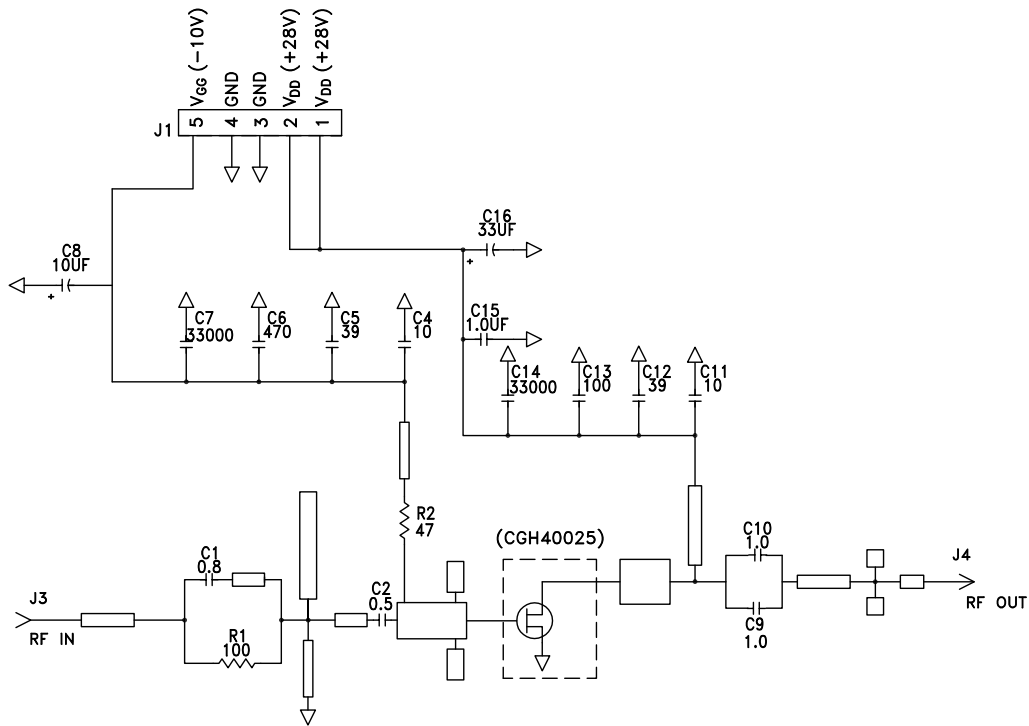 VGG (-10V)
GND
GND
VDD (+28V)
VDD (+28V)
J1
5
4
3
2
1
C16
33UF
+
C8
10UF
+
C7
33000
C6
470
C5
39
C4
10
C15
1.0UF
C14
33000
C13
100
C12
39
C11
10
R2
47
(CGH40025)
C10
1.0
J4
RF OUT
C1
0.8
C2
0.5
J3
RF IN
R1
100
C9
1.0